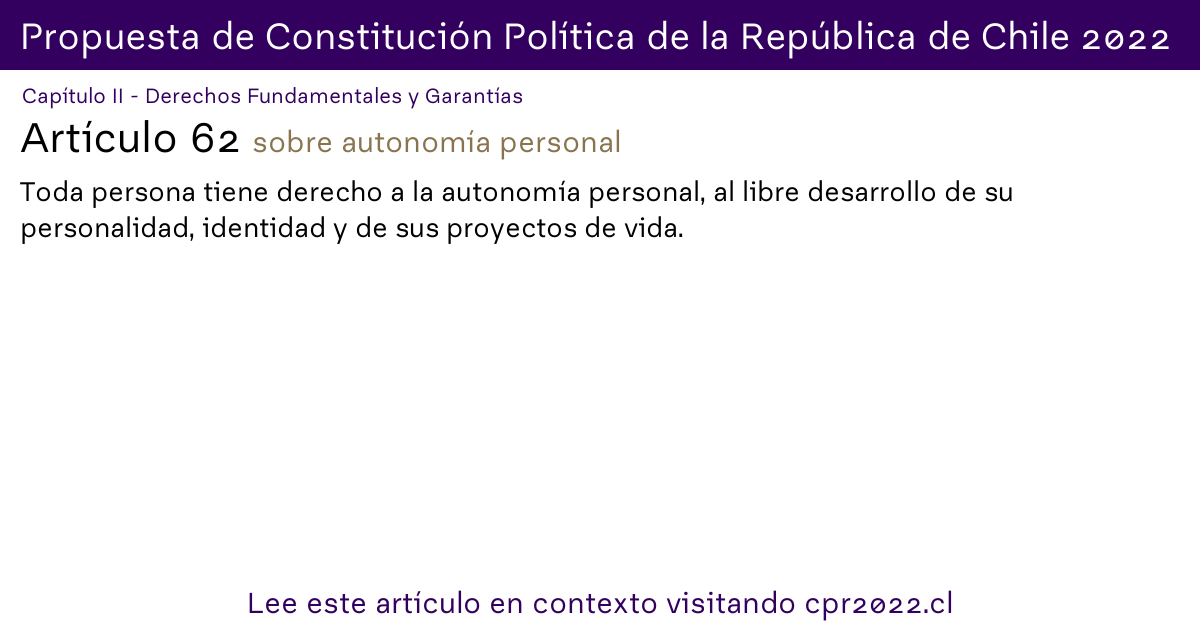 Propuesta de Constitución Política de la República de Chile 2022
Capítulo II - Derechos Fundamentales y Garantías
Artículo 62 sobre autonomía personal
Toda persona tiene derecho a la autonomía personal, al libre desarrollo de su
personalidad, identidad y de sus proyectos de vida.
Lee este artículo en contexto visitando cpr2022.cl